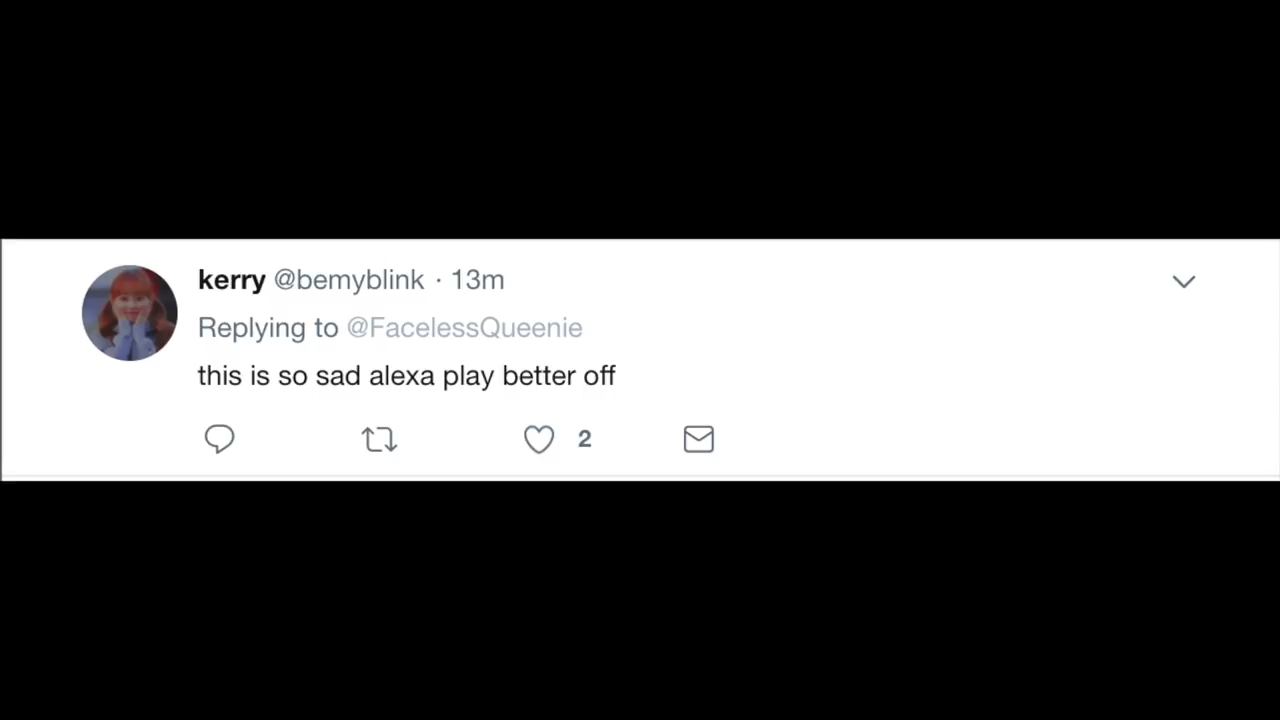 kerry @bemyblink · 13m
Replying to @FacelessQueenie
this is so sad alexa play better off
2